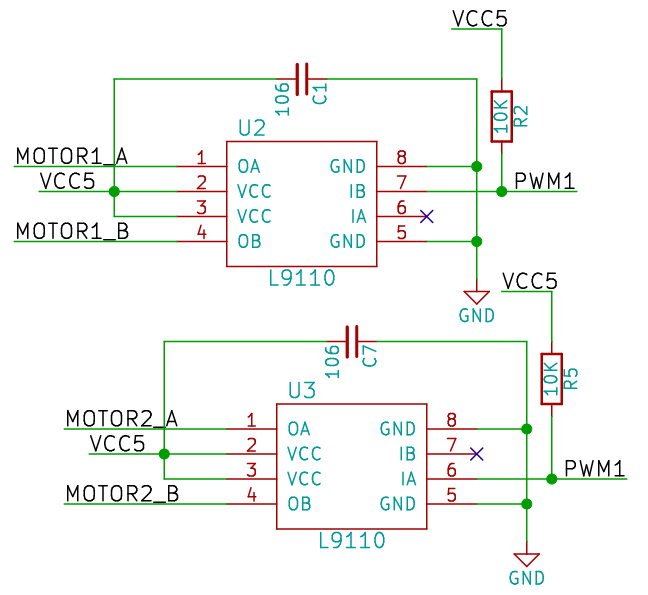 VCC5
106
C1
10K
R2
U2
MOTOR1_A
1
OA
GND
8
VCC5
2
VCC
IB
7
PWM1
3
VCC
IA
6
MOTOR1_B
4
OB
GND
5
L9110
GND
VCC5
106
C7
10K
R5
U3
MOTOR2_A
1
OA
GND
8
VCC5
2
VCC
IB
7
3
VCC
IA
6
PWM1
MOTOR2_B
4
OB
GND
5
L9110
GND